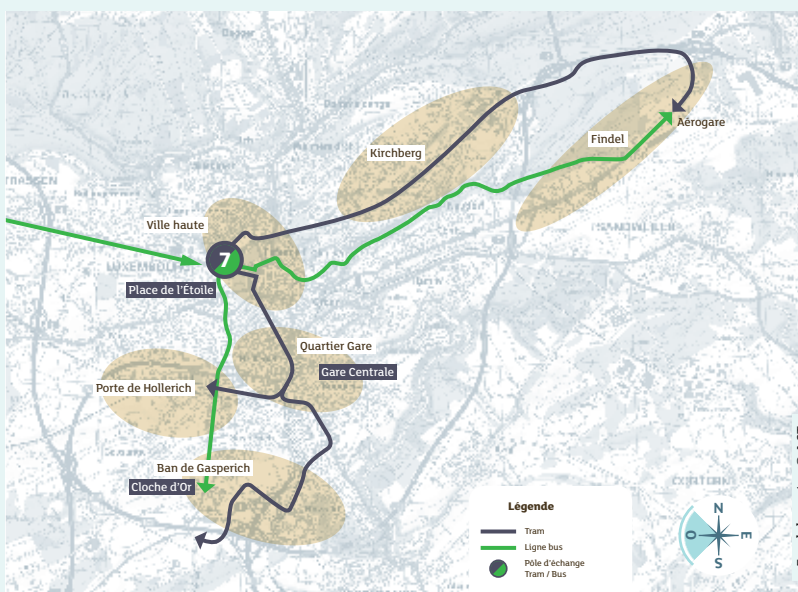 Aérogare
Findel
Kirchberg
Ville haute
7
Place de l'Étoile
Quartier Gare
Gare Centrale
Porte de Hollerich
Ban de Gasperich
Cloche d'Or
Légende
Tram
Ligne bus
Pôle d'échange
Tram / Bus
N
E
O
S